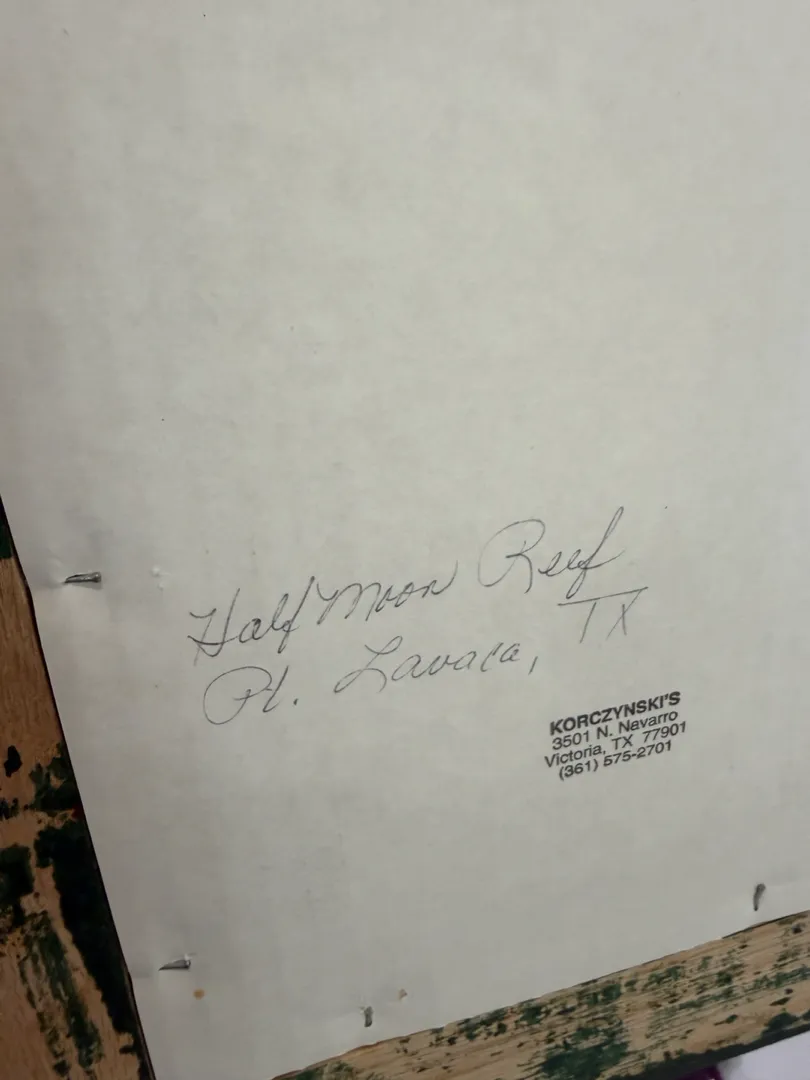 Half Moon Reef
Pt. Lavaca, TX
KORCZYNSKI'S
3501 N. Navarro
Victoria, TX 77901
(361) 575-2701